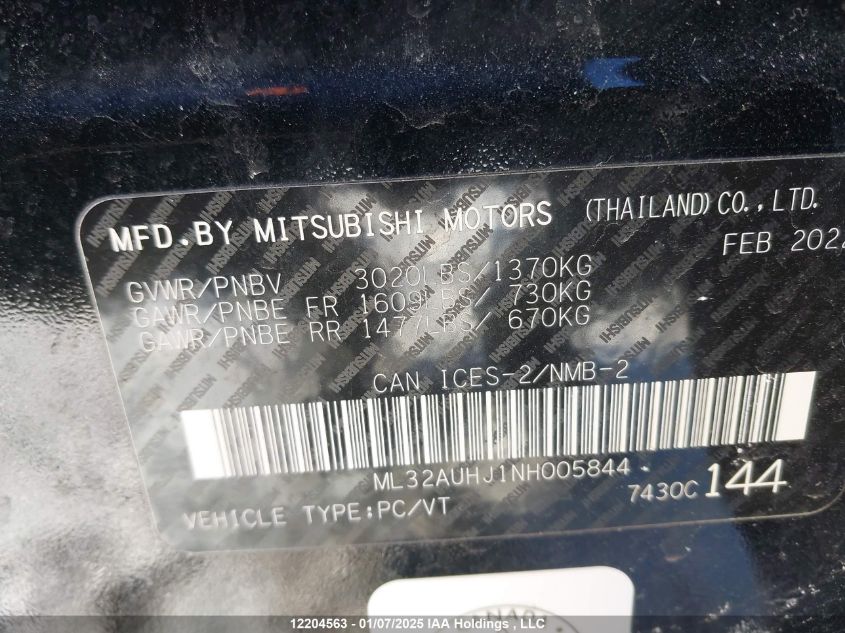 MFD.BY MITSUBISHI MOTORS (THAILAND) CO.,LTD.
FEB 2022
GVWR/PNBV 3020LBS/1370KG
GAWR/PNBE FR 1609LBS/ 730KG
GAWR/PNBE RR 1477LBS/ 670KG
CAN ICES-2/NMB-2
ML32AUHJ1NH005844
7430C 144
VEHICLE TYPE:PC/VT
12204563 - 01/07/2025 IAA Holdings, LLC